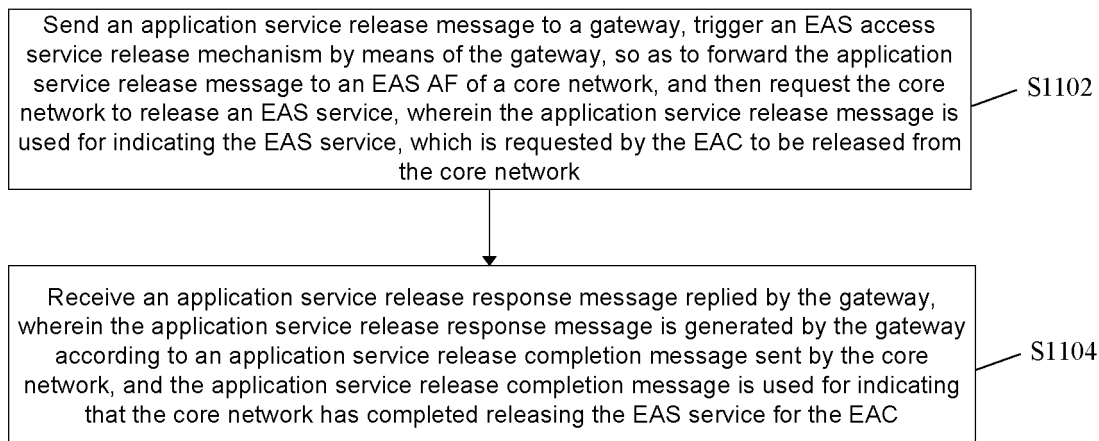 Send an application service release message to a gateway, trigger an EAS access
service release mechanism by means of the gateway, so as to forward the application
service release message to an EAS AF of a core network, and then request the core
network to release an EAS service, wherein the application service release message is
used for indicating the EAS service, which is requested by the EAC to be released from
the core network
S1102
Receive an application service release response message replied by the gateway,
wherein the application service release response message is generated by the gateway
according to an application service release completion message sent by the core
network, and the application service release completion message is used for indicating
that the core network has completed releasing the EAS service for the EAC
S1104